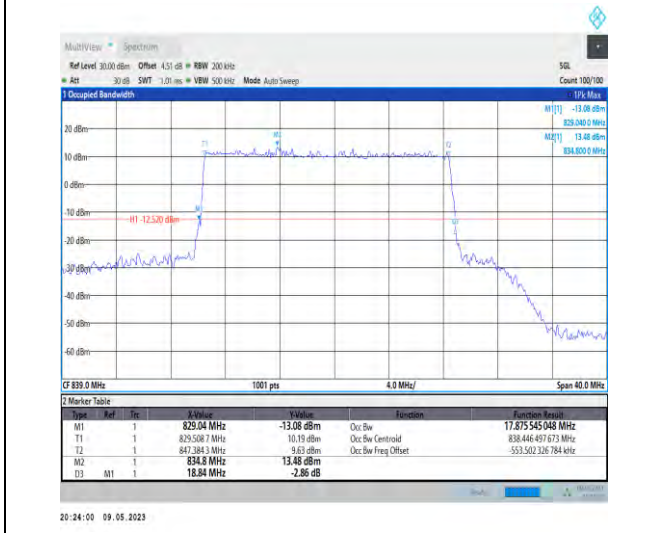 MultiView Spectrum
Ref Level 30.00 dBm Offset 4.51 dB RBW 200 kHz SGL
Att 30 dB SWT 1.01 ms VBW 500 kHz Mode Auto Sweep Count 100/100
1 Occupied Bandwidth 1Pk Max
M1[1] -13.08 dBm
829.040 0 MHz
M2[1] 13.48 dBm
834.800 0 MHz
20 dBm
M2
T1 T2
10 dBm
0 dBm
-10 dBm
M1
H1 -12.520 dBm
-20 dBm
-30 dBm
-40 dBm
-50 dBm
-60 dBm
CF 839.0 MHz 1001 pts 4.0 MHz/ Span 40.0 MHz
2 Marker Table
Type Ref Trc X-Value Y-Value Function Function Result
M1 1 829.04 MHz -13.08 dBm Occ Bw 17.875 545 048 MHz
T1 1 829.508 7 MHz 10.19 dBm Occ Bw Centroid 838.446 497 673 MHz
T2 1 847.384 3 MHz 9.63 dBm Occ Bw Freq Offset -553.502 326 784 kHz
M2 1 834.8 MHz 13.48 dBm
D3 M1 1 18.84 MHz -2.86 dB
20:24:00 09.05.2023